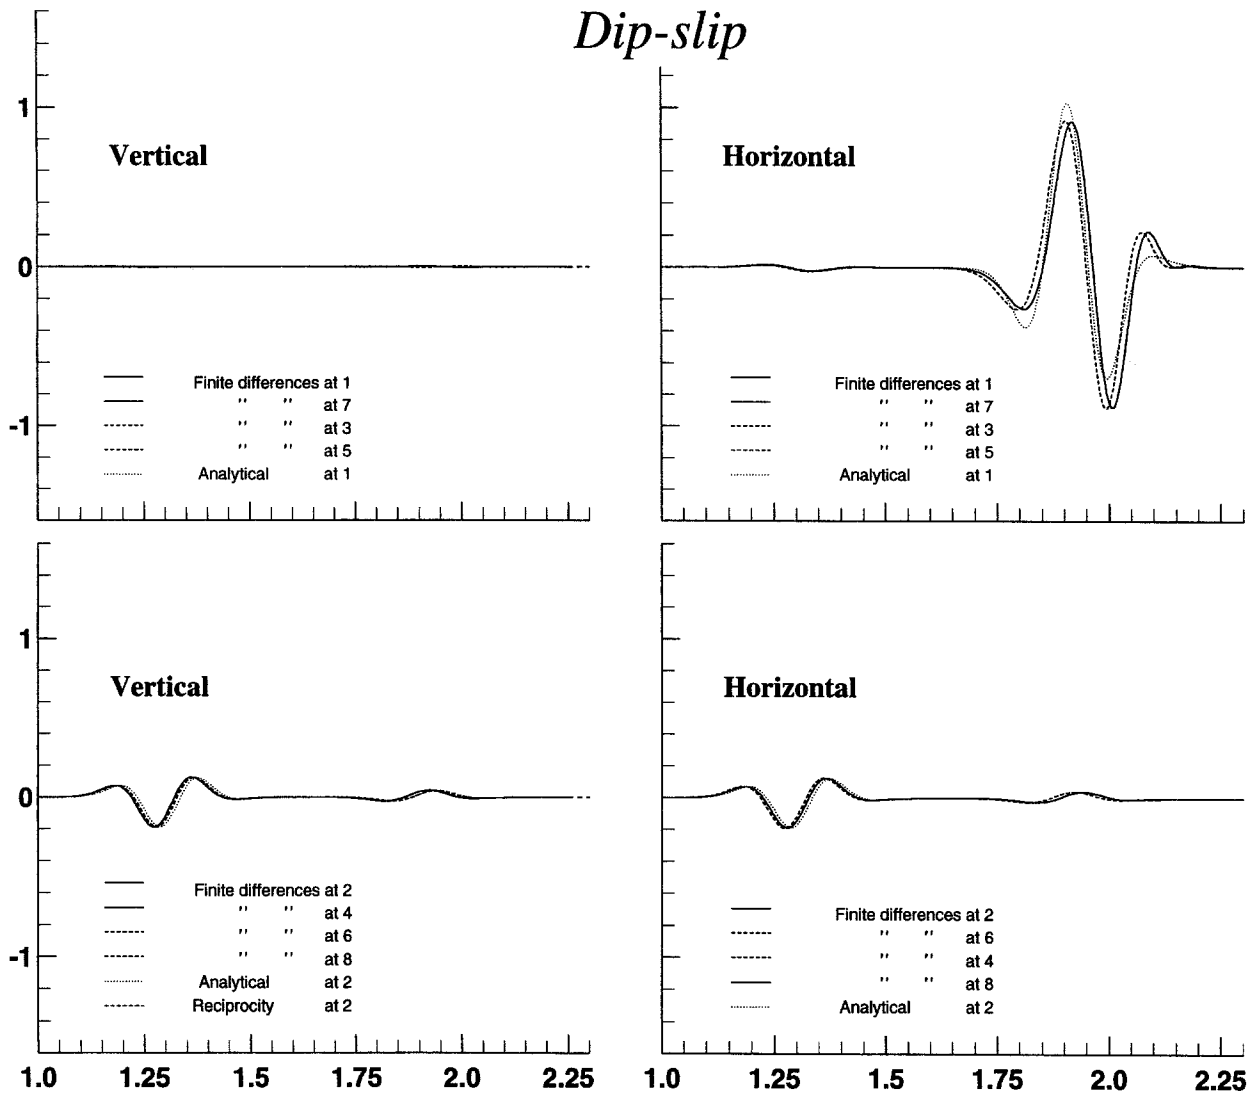 Dip-slip
1
0
-1
Vertical
Finite differences at 1
" " at 7
" " at 3
" " at 5
Analytical at 1
Horizontal
Finite differences at 1
" " at 7
" " at 3
" " at 5
Analytical at 1
1
0
-1
Vertical
Finite differences at 2
" " at 4
" " at 6
" " at 8
Analytical at 2
Reciprocity at 2
1.0 1.25 1.5 1.75 2.0 2.25
Horizontal
Finite differences at 2
" " at 6
" " at 4
" " at 8
Analytical at 2
1.0 1.25 1.5 1.75 2.0 2.25